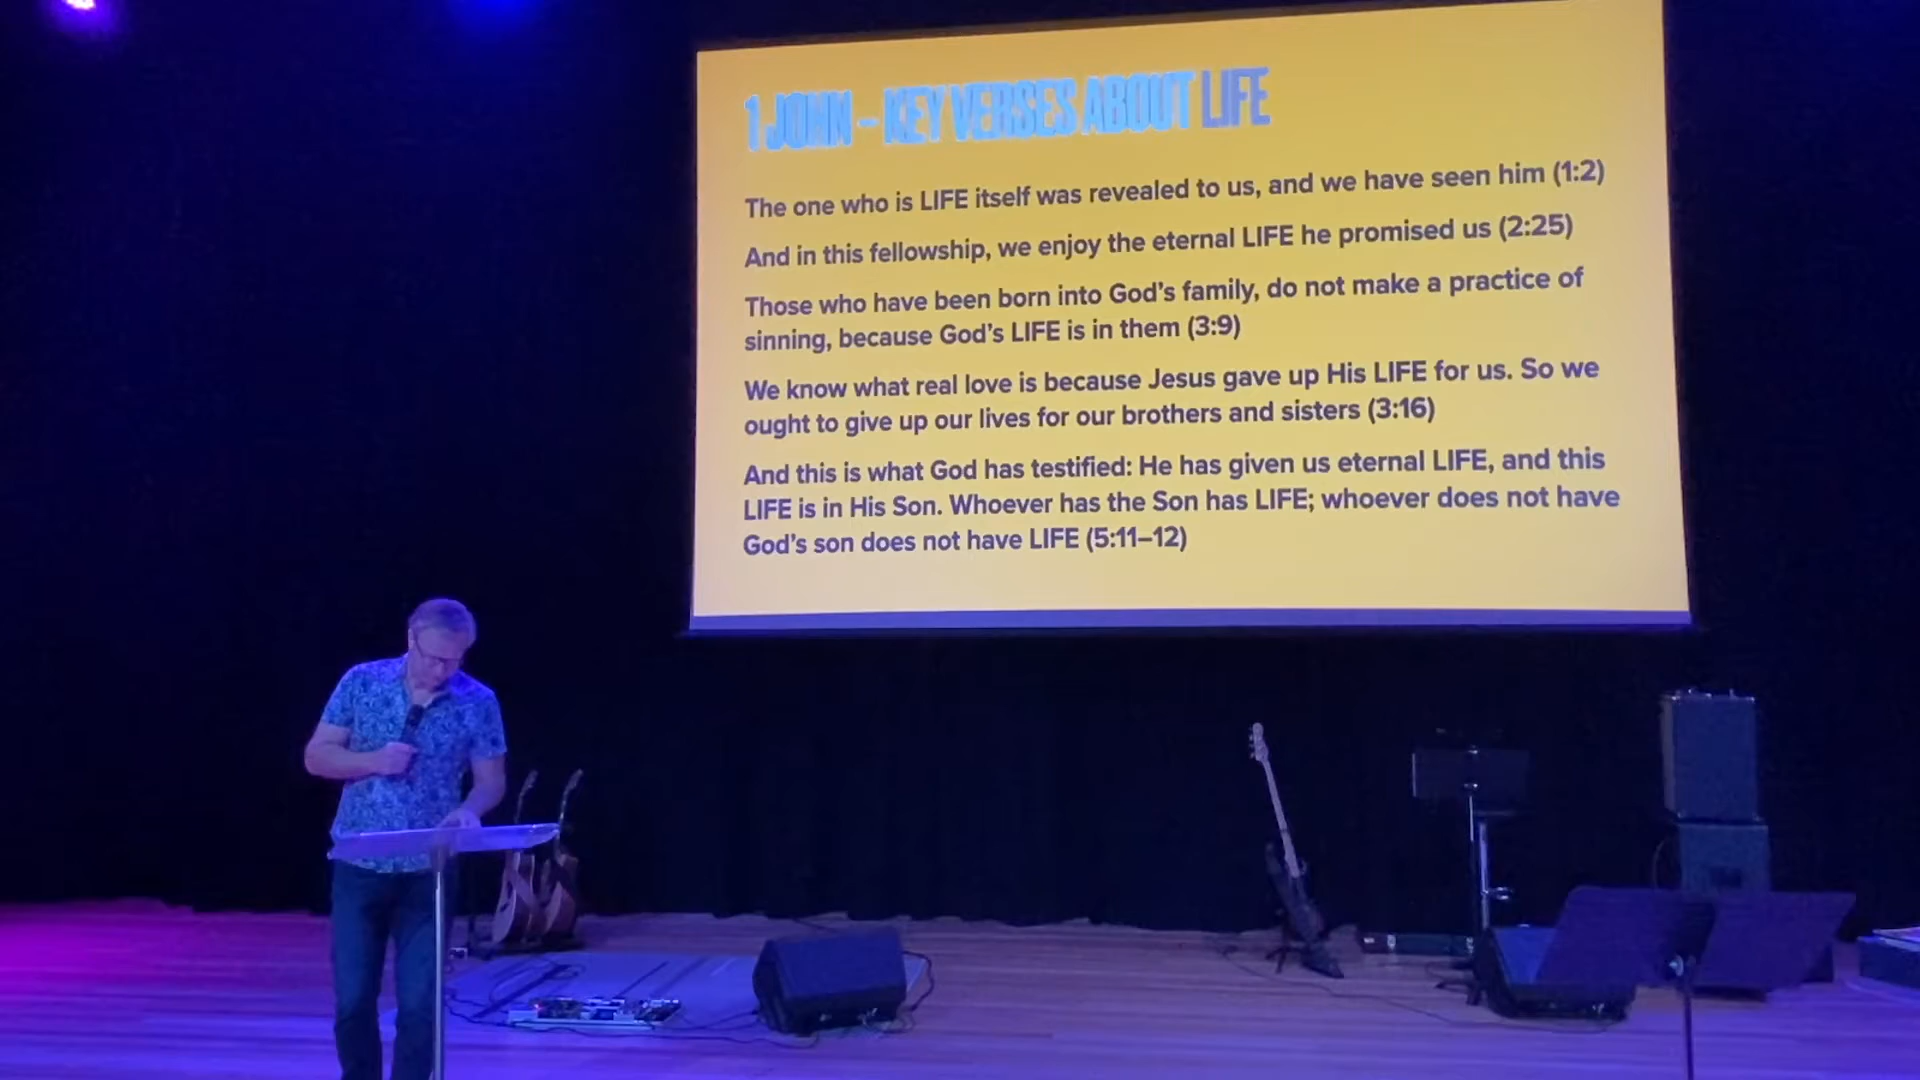 1 JOHN – KEY VERSES ABOUT LIFE
The one who is LIFE itself was revealed to us, and we have seen him (1:2)
And in this fellowship, we enjoy the eternal LIFE he promised us (2:25)
Those who have been born into God's family, do not make a practice of
sinning, because God's LIFE is in them (3:9)
We know what real love is because Jesus gave up His LIFE for us. So we
ought to give up our lives for our brothers and sisters (3:16)
And this is what God has testified: He has given us eternal LIFE, and this
LIFE is in His Son. Whoever has the Son has LIFE; whoever does not have
God's son does not have LIFE (5:11–12)